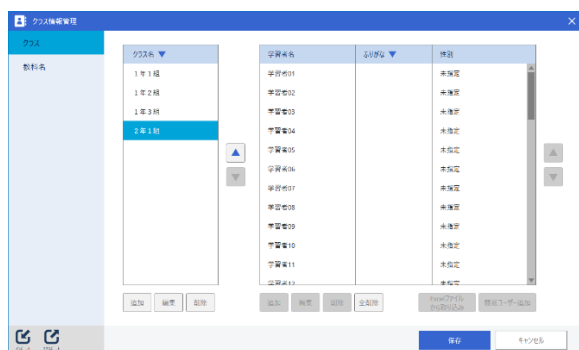 クラス情報管理
クラス
教科名
クラス名 ▼
1年1組
1年2組
1年3組
2年1組
追加 編集 削除
学習者名 ふりがな ▼ 性別
学習者01 未指定
学習者02 未指定
学習者03 未指定
学習者04 未指定
学習者05 未指定
学習者06 未指定
学習者07 未指定
学習者08 未指定
学習者09 未指定
学習者10 未指定
学習者11 未指定
学習者12 未指定
追加 編集 削除 全削除
Excelファイル
から取り込み
保存 キャンセル